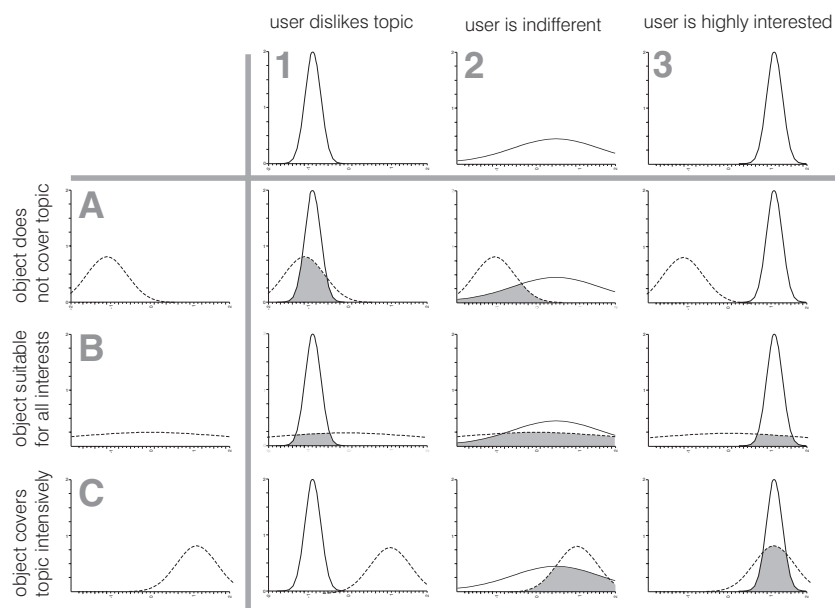 user dislikes topic
user is indifferent
user is highly interested
1
2
3
A
object does
not cover topic
B
object suitable
for all interests
C
object covers
topic intensively